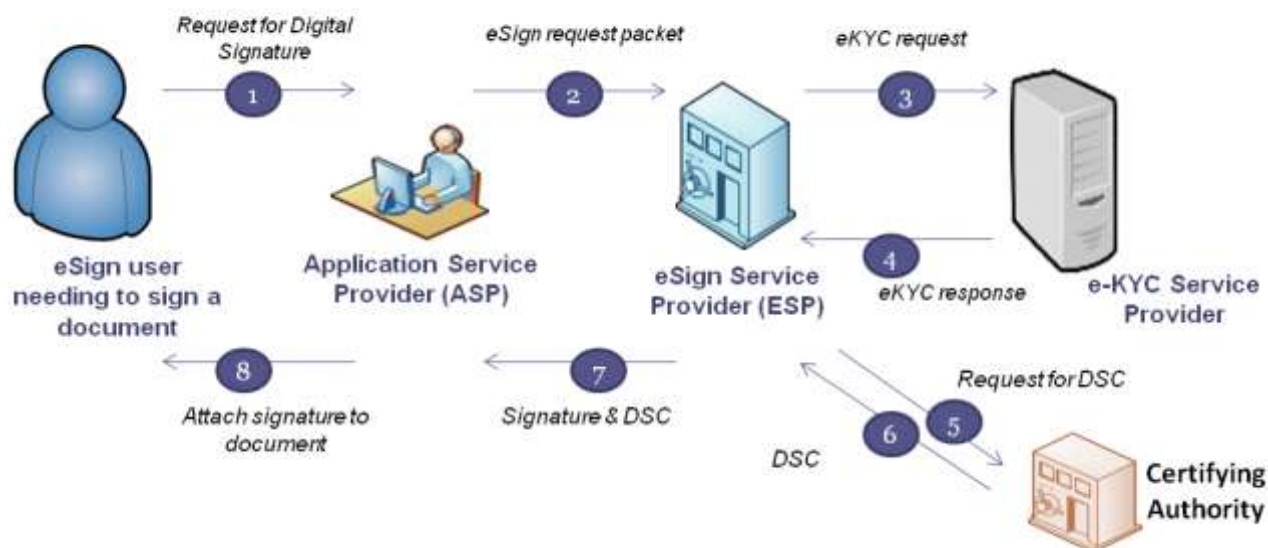 Request for Digital
Signature
1
eSign request packet
2
eKYC request
3
eSign user
needing to sign a
document
Application Service
Provider (ASP)
eSign Service
Provider (ESP)
4
eKYC response
e-KYC Service
Provider
8
Attach signature to
document
7
Signature & DSC
Request for DSC
5
6
DSC
Certifying
Authority